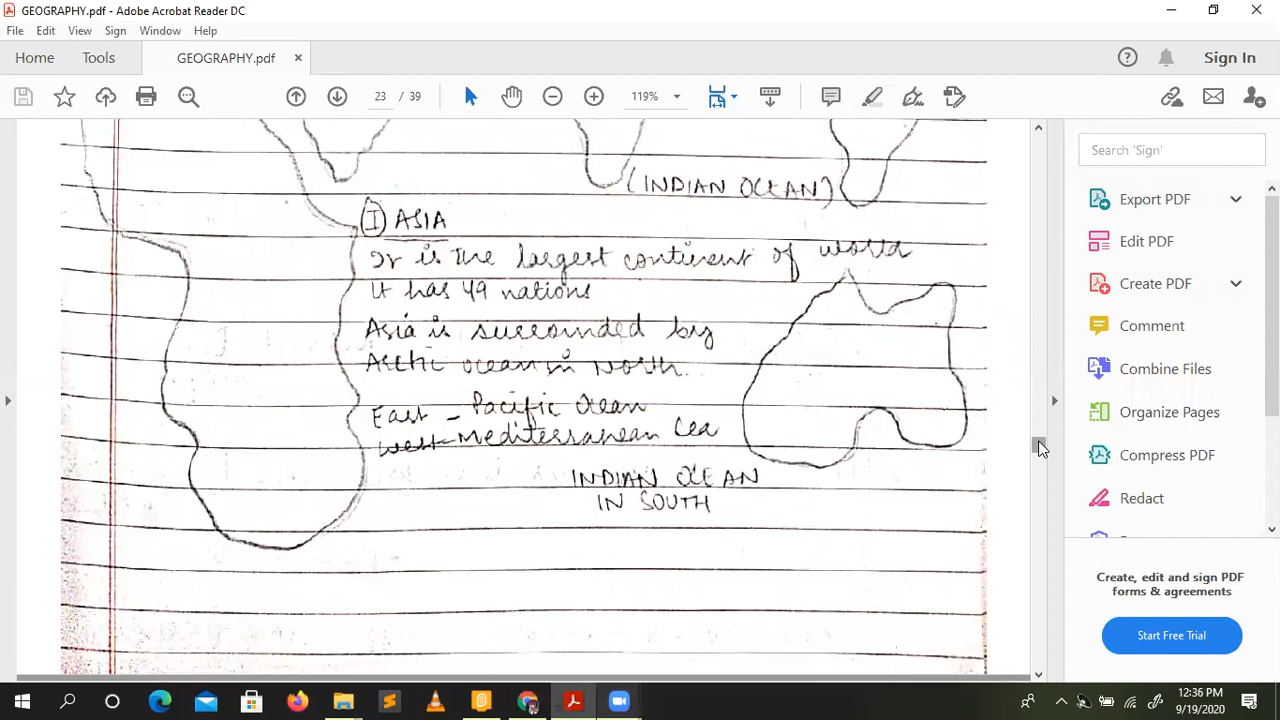 GEOGRAPHY.pdf - Adobe Acrobat Reader DC
File Edit View Sign Window Help
Home Tools GEOGRAPHY.pdf × Sign In
23 / 39 119%
(INDIAN OCEAN)
I ASIA
It is the largest continent of world
It has 49 nations
Asia is surrounded by
Arctic ocean in north.
East - Pacific Ocean
west - Mediterranean Sea
INDIAN OCEAN
IN SOUTH
Search 'Sign'
Export PDF
Edit PDF
Create PDF
Comment
Combine Files
Organize Pages
Compress PDF
Redact
Create, edit and sign PDF
forms & agreements
Start Free Trial
12:36 PM
9/19/2020